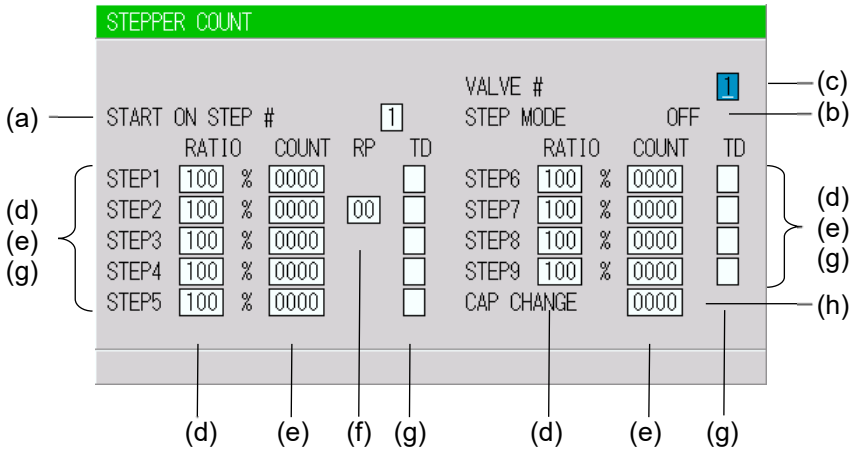 STEPPER COUNT
VALVE # 1 (c)
(a) START ON STEP # 1 STEP MODE OFF (b)
RATIO COUNT RP TD RATIO COUNT TD
STEP1 100 % 0000 STEP6 100 % 0000
(d) STEP2 100 % 0000 00 STEP7 100 % 0000 (d)
(e) STEP3 100 % 0000 STEP8 100 % 0000 (e)
(g) STEP4 100 % 0000 STEP9 100 % 0000 (g)
STEP5 100 % 0000 CAP CHANGE 0000 (h)
(d) (e) (f) (g) (d) (e) (g)